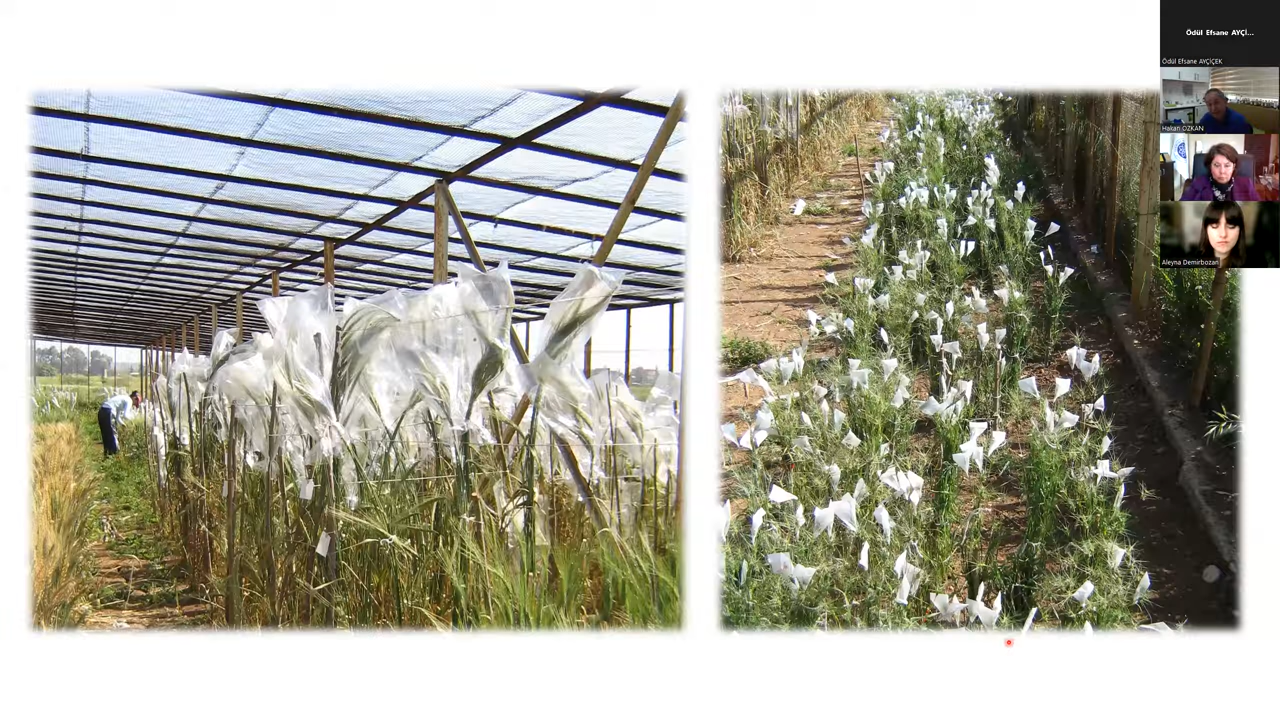 Ödül Efsane AYÇİ...
Ödül Efsane AYÇİÇEK
Hakan ÖZKAN
Aleyna Demirbozan